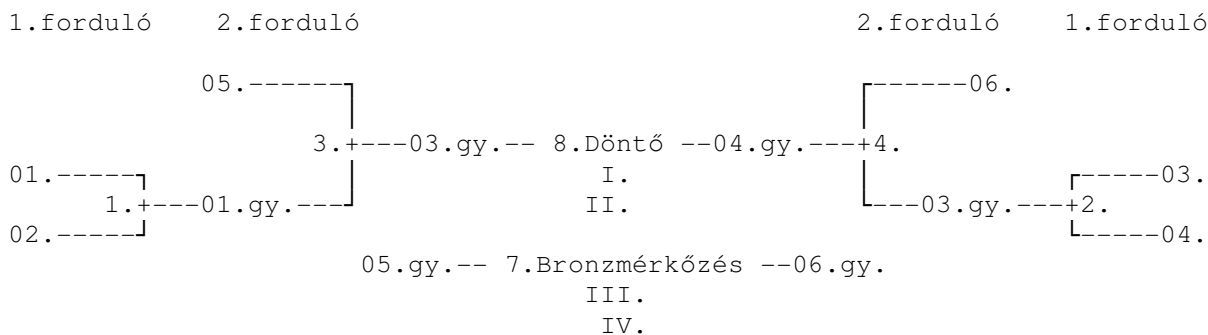 1.forduló 2.forduló 2.forduló 1.forduló
05.------┐ ┌------06.
3.+---03.gy.-- 8.Döntő --04.gy.---+4.
01.-----┐ I. ┌-----03.
1.+---01.gy.---┘ II. └---03.gy.---+2.
02.-----┘ └-----04.
05.gy.-- 7.Bronzmérkőzés --06.gy.
III.
IV.